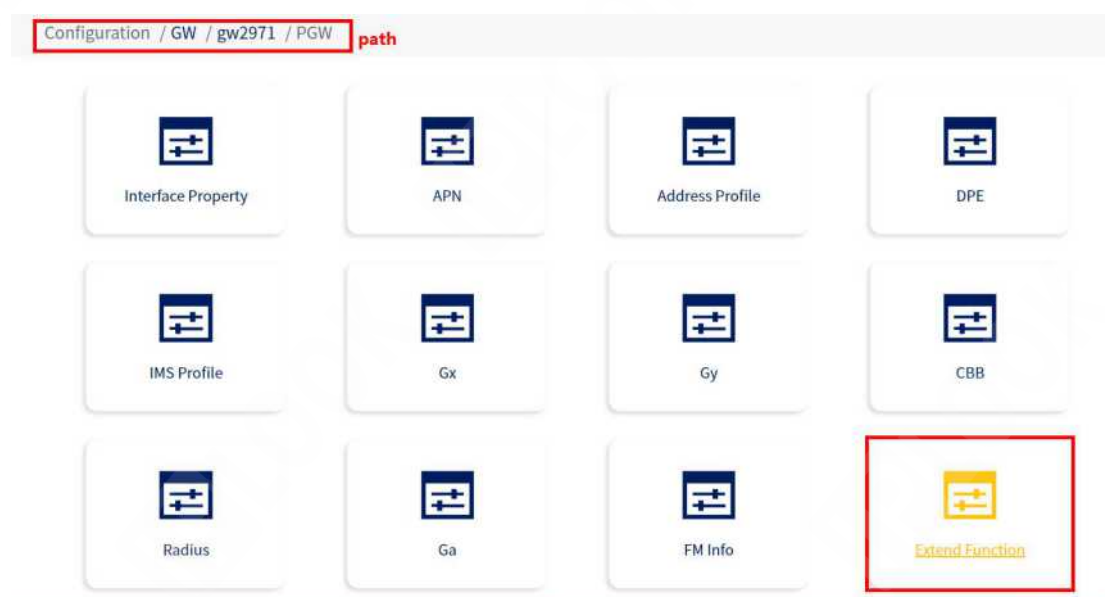 Configuration / GW / gw2971 / PGW path
Interface Property APN Address Profile DPE
IMS Profile Gx Gy CBB
Radius Ga FM Info Extend Function